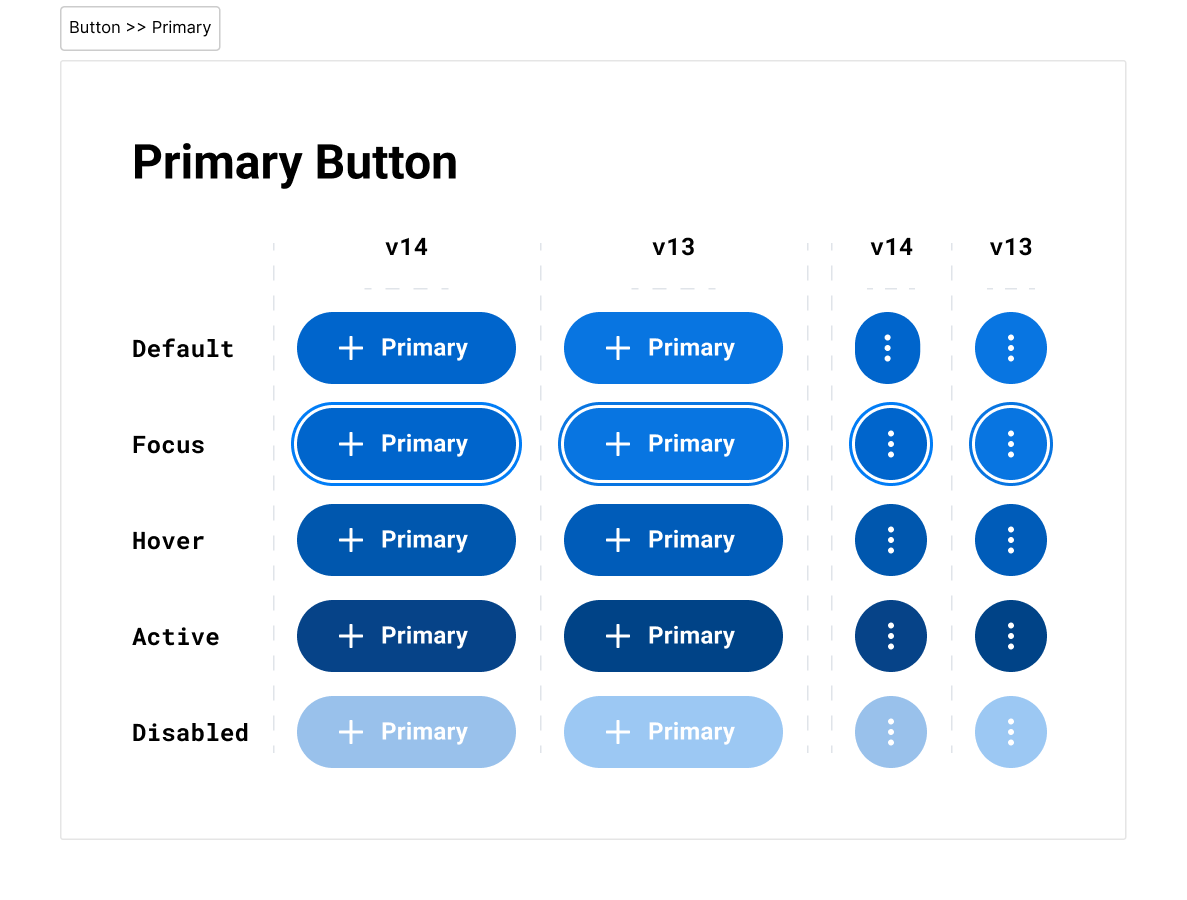 Button >> Primary
Primary Button
v14 v13 v14 v13
Default Primary Primary
Focus Primary Primary
Hover Primary Primary
Active Primary Primary
Disabled Primary Primary